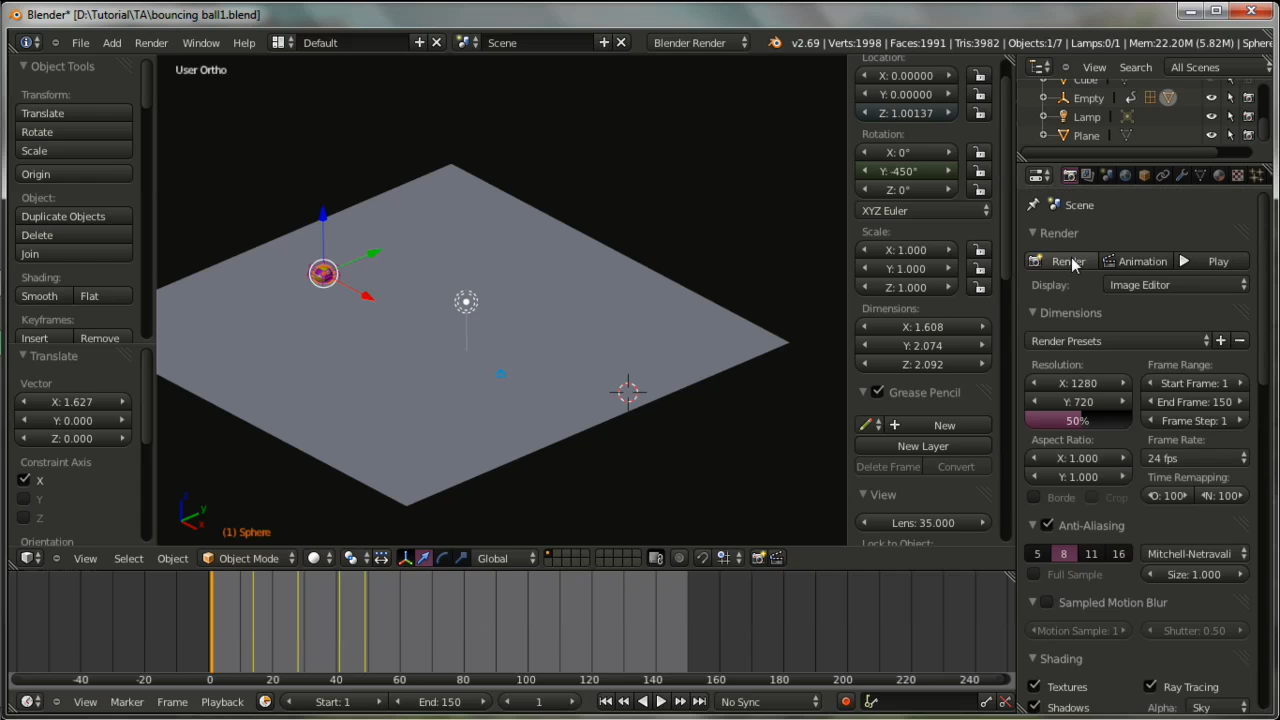 Blender* [D:\Tutorial\TA\bouncing ball1.blend]
File Add Render Window Help Default Scene Blender Render v2.69 | Verts:1998 | Faces:1991 | Tris:3982 | Objects:1/7 | Lamps:0/1 | Mem:22.20M (5.82M) | Sphere
View Search All Scenes
Cube
Empty
Lamp
Plane
Object Tools
Transform:
Translate
Rotate
Scale
Origin
Object:
Duplicate Objects
Delete
Join
Shading:
Smooth Flat
Keyframes:
Insert Remove
Translate
Vector
X: 1.627
Y: 0.000
Z: 0.000
Constraint Axis
X
Y
Z
Orientation
User Ortho
z
y
x
(1) Sphere
Location:
X: 0.00000
Y: 0.00000
Z: 1.00137
Rotation:
X: 0°
Y: -450°
Z: 0°
XYZ Euler
Scale:
X: 1.000
Y: 1.000
Z: 1.000
Dimensions:
X: 1.608
Y: 2.074
Z: 2.092
Grease Pencil
New
New Layer
Delete Frame Convert
View
Lens: 35.000
Lock to Object:
Scene
Render
Render Animation Play
Display: Image Editor
Dimensions
Render Presets
Resolution: Frame Range:
X: 1280 Start Frame: 1
Y: 720 End Frame: 150
50% Frame Step: 1
Aspect Ratio: Frame Rate:
X: 1.000 24 fps
Y: 1.000 Time Remapping:
Borde Crop O: 100 N: 100
Anti-Aliasing
5 8 11 16 Mitchell-Netravali
Full Sample Size: 1.000
Sampled Motion Blur
Motion Sample: 1 Shutter: 0.50
Shading
Textures Ray Tracing
Shadows Alpha: Sky
View Select Object Object Mode Global
-40 -20 0 20 40 60 80 100 120 140 160 180 200 220 240
View Marker Frame Playback Start: 1 End: 150 1 No Sync